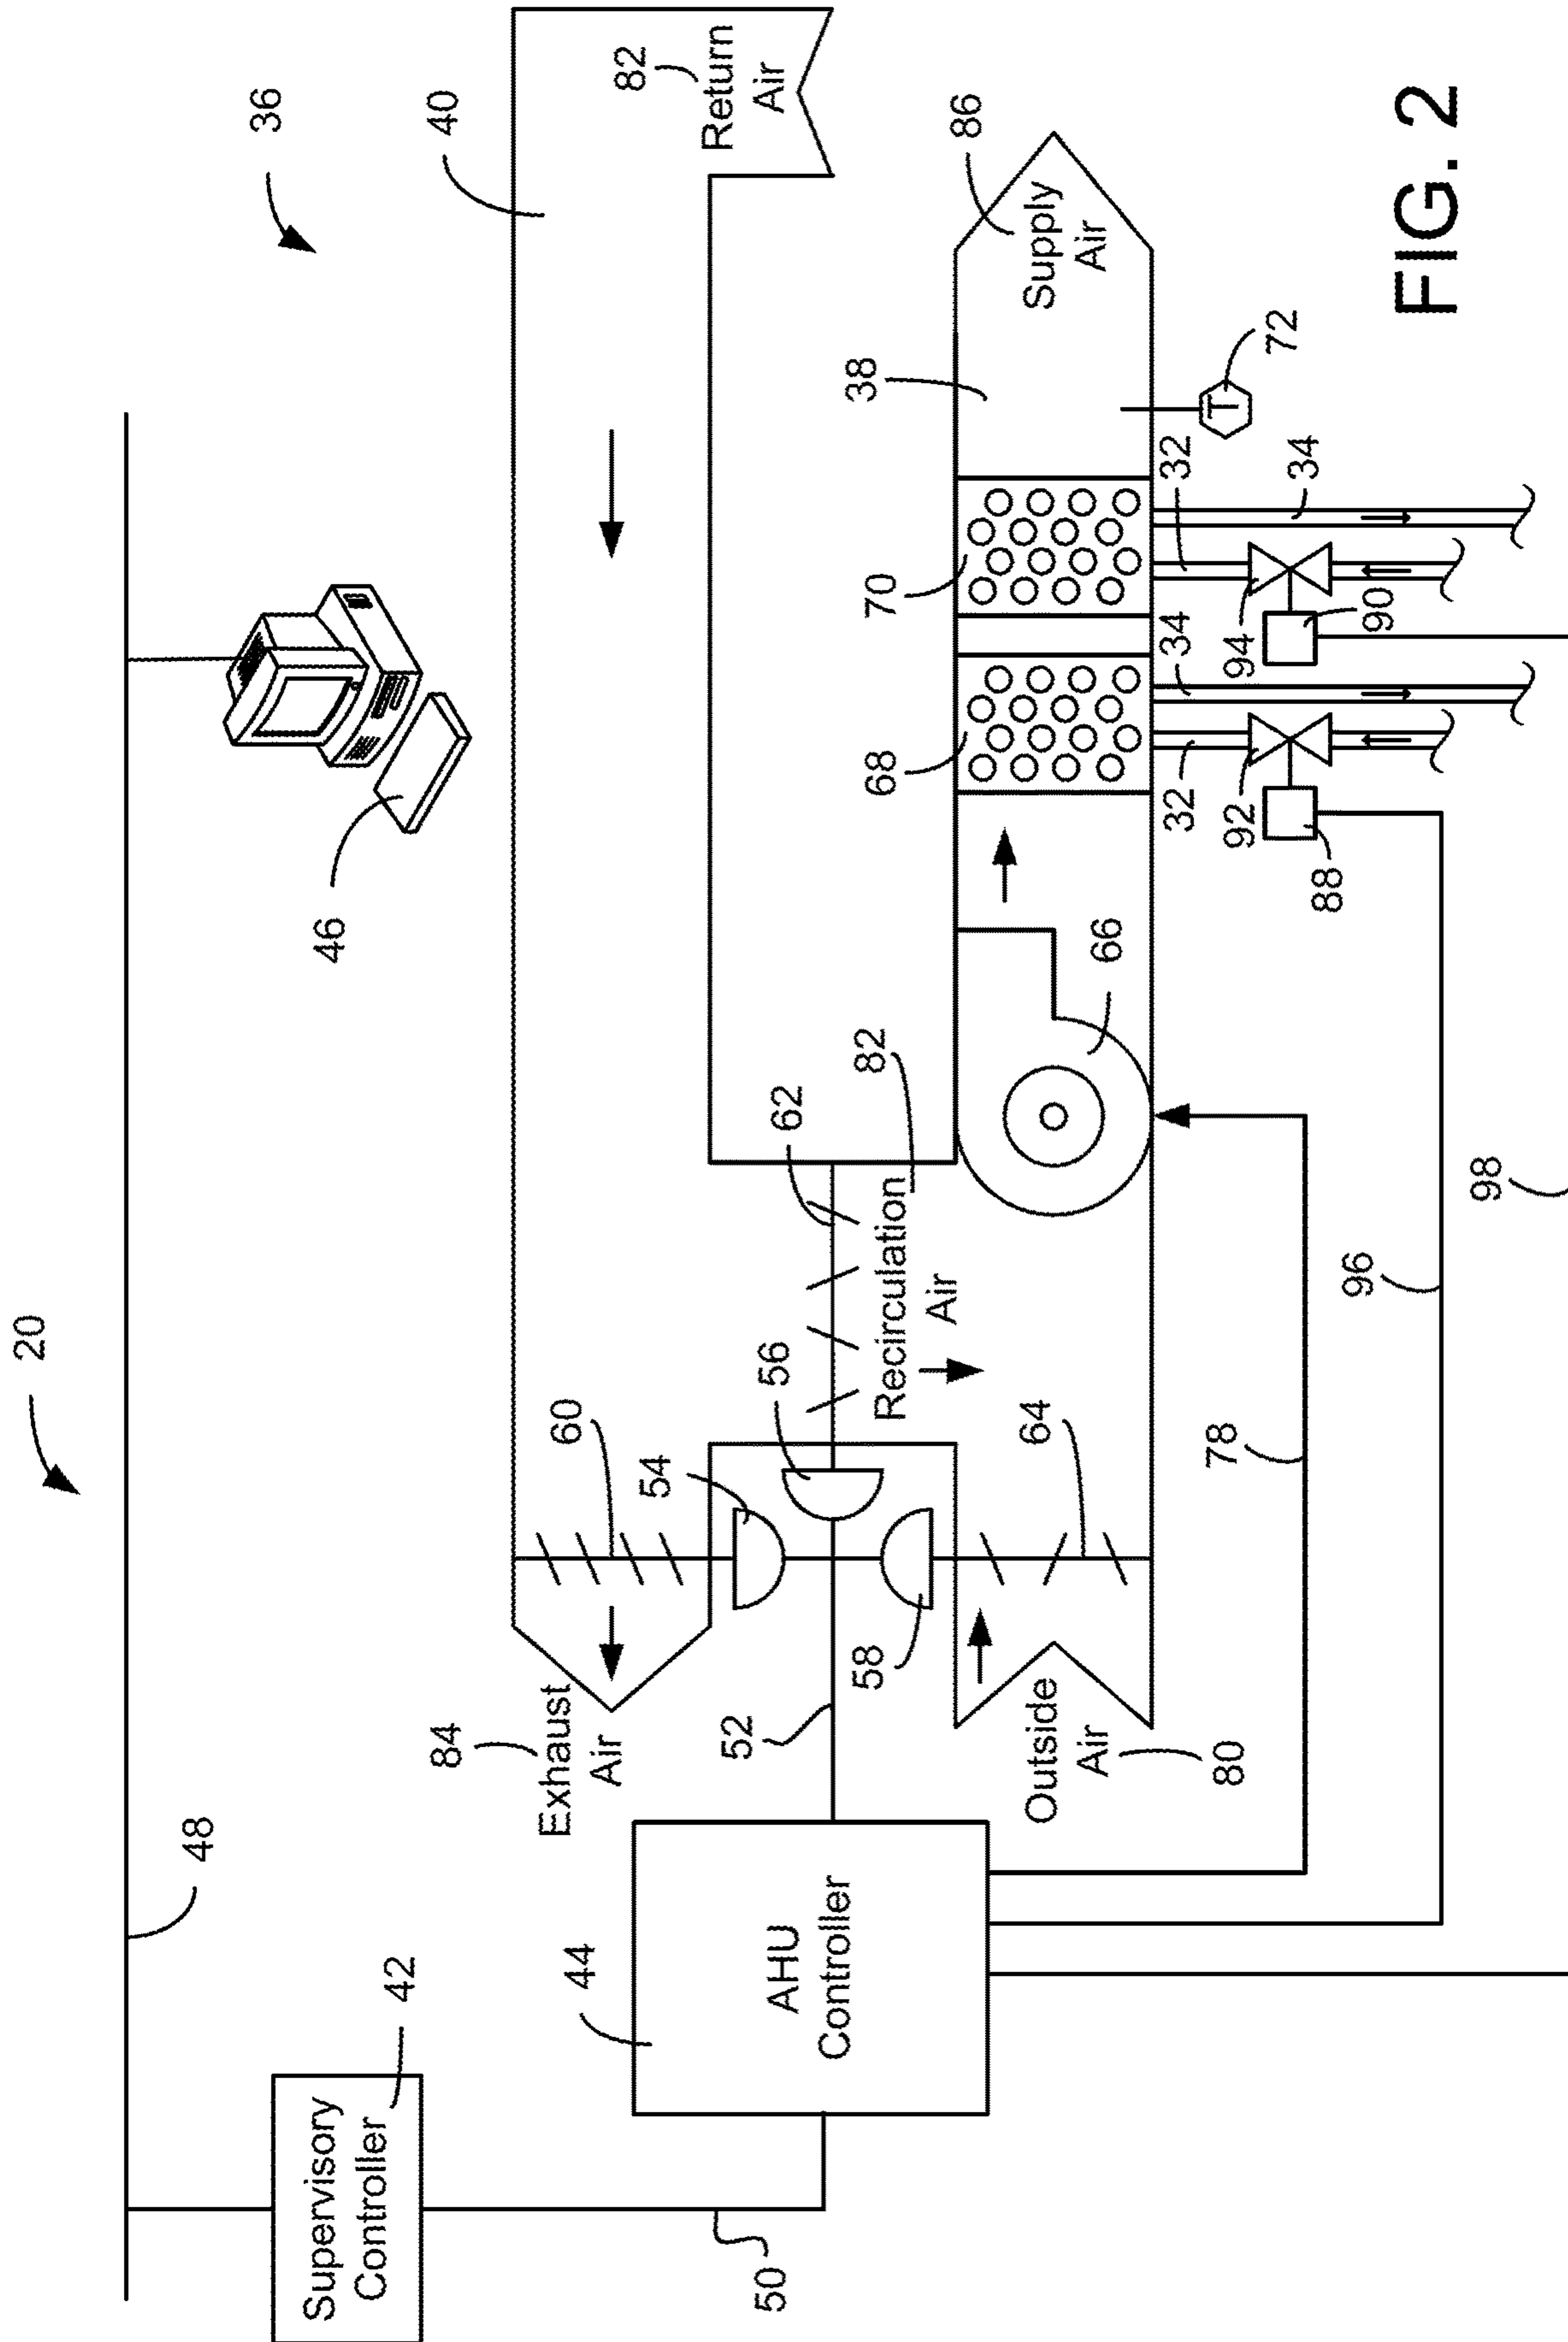 20
36
48
46
40
Supervisory
Controller
42
50
44
AHU
Controller
84
Exhaust
Air
60
54
56
58
52
62
Recirculation
Air
82
82
Return
Air
Outside
Air
80
64
66
68
70
38
Supply
Air
86
32
34
32
34
T
72
92
94
88
90
78
96
98
FIG. 2